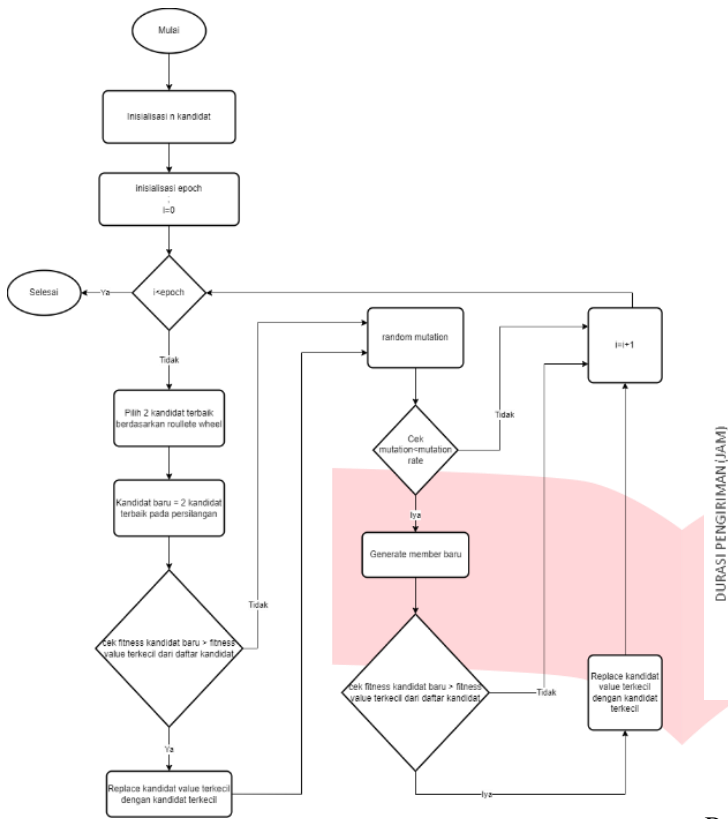 Mulai
Inisialisasi n kandidat
inisialisasi epoch
;
i=0
i<epoch
Ya
Selesai
Tidak
Pilih 2 kandidat terbaik
berdasarkan roullete wheel
Kandidat baru = 2 kandidat
terbaik pada persilangan
cek fitness kandidat baru > fitness
value terkecil dari daftar kandidat
Tidak
Ya
Replace kandidat value terkecil
dengan kandidat terkecil
random mutation
Cek
mutation<mutation
rate
Tidak
Iya
Generate member baru
cek fitness kandidat baru > fitness
value terkecil dari daftar kandidat
Tidak
Iya
Replace kandidat
value terkecil
dengan kandidat
terkecil
i=i+1
DURASI PENGIRIMAN (JAM)